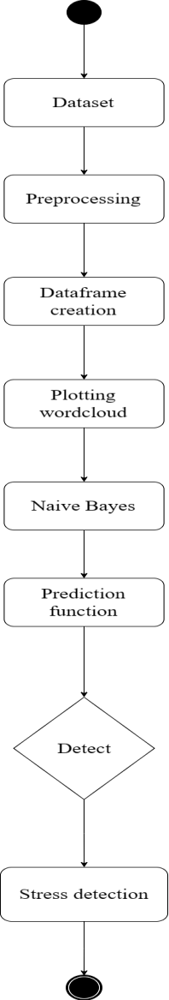 Dataset
Preprocessing
Dataframe
creation
Plotting
wordcloud
Naive Bayes
Prediction
function
Detect
Stress detection